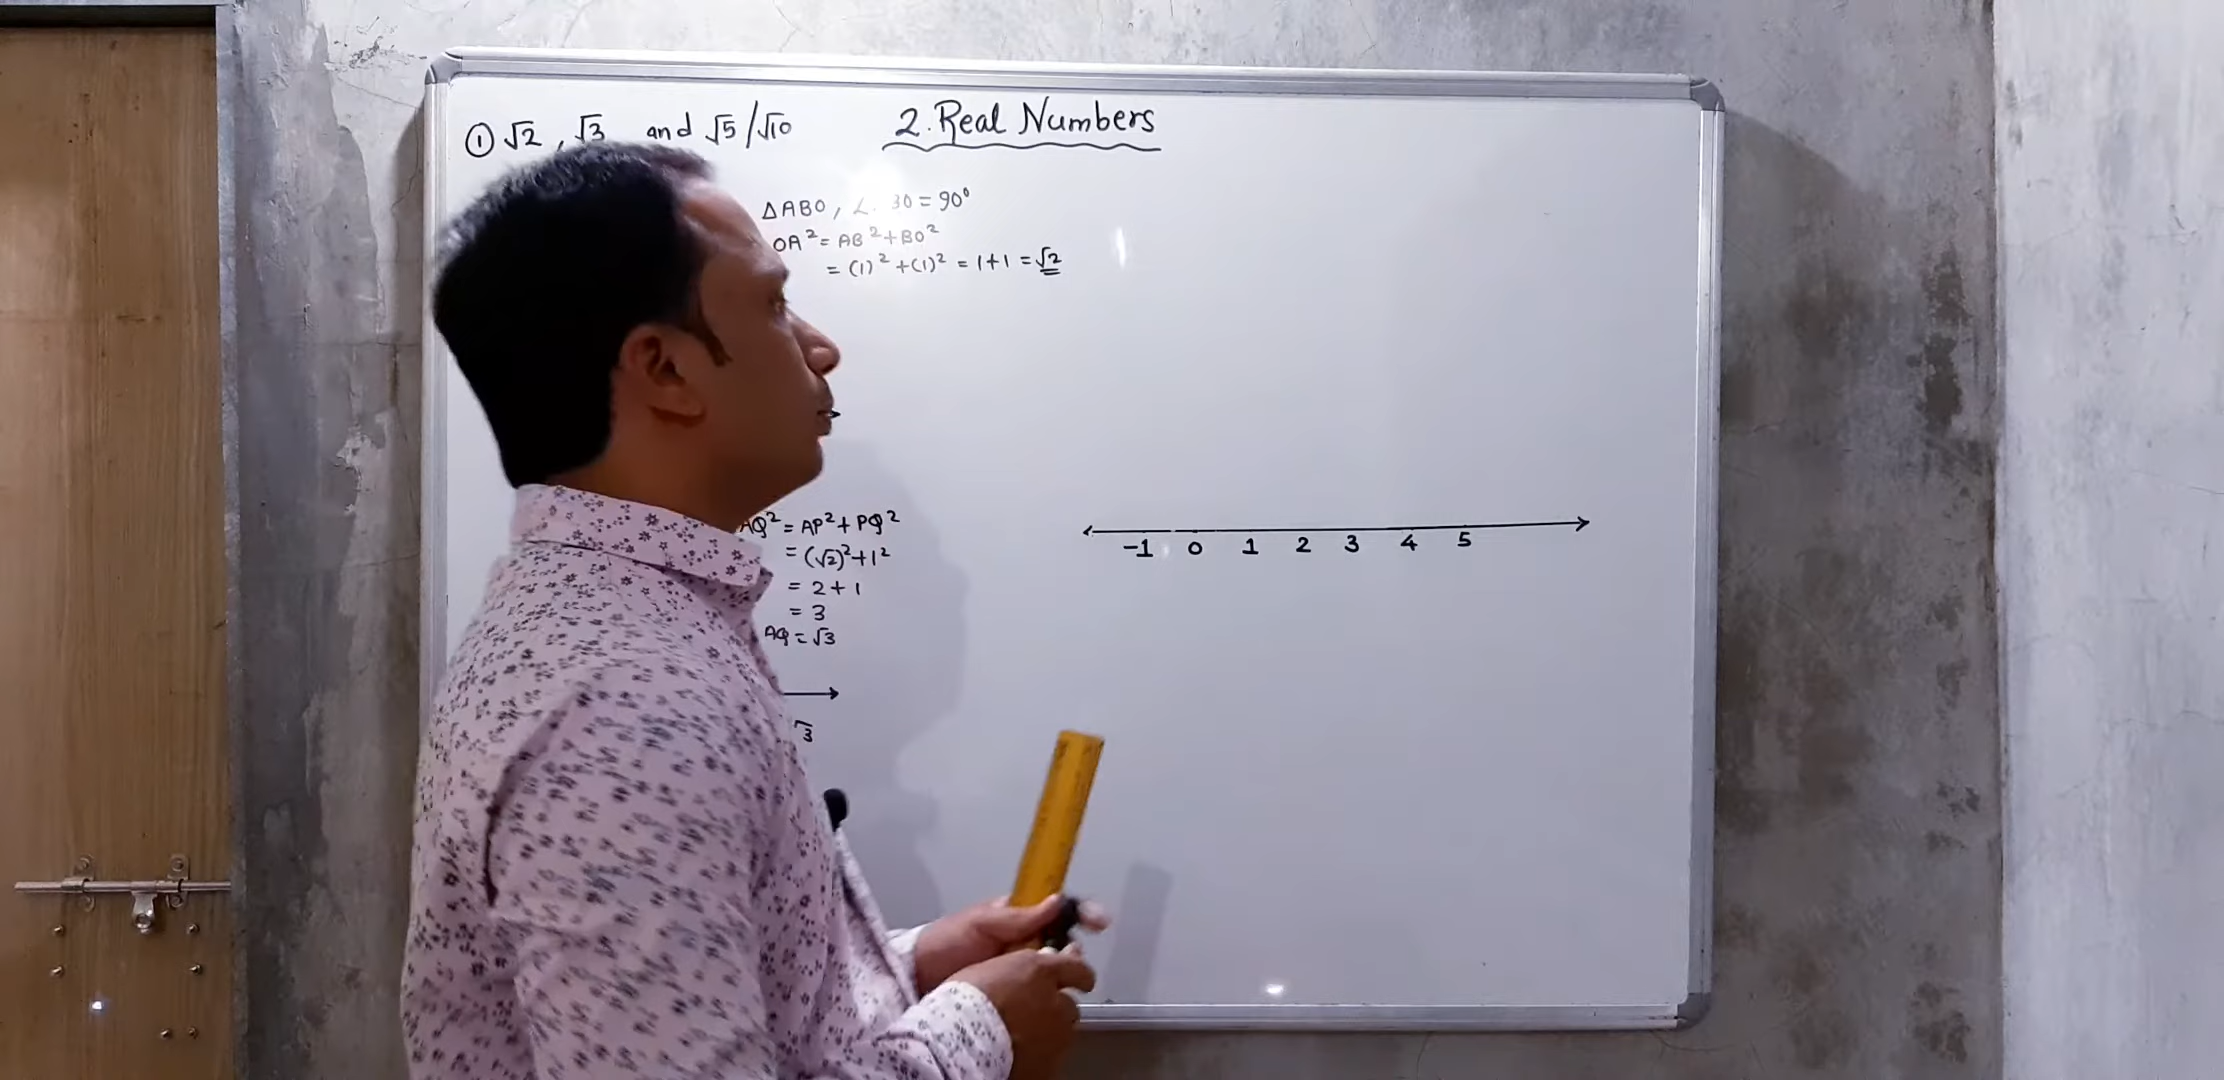 ① √2 , √3 and √5/√10
2. Real Numbers
ΔABO, ∠ BO = 90°
OA² = AB² + BO²
= (1)² + (1)² = 1+1 = √2
AQ² = AP² + PQ²
= (√2)² + 1²
= 2 + 1
= 3
AQ = √3
√3
-1 0 1 2 3 4 5